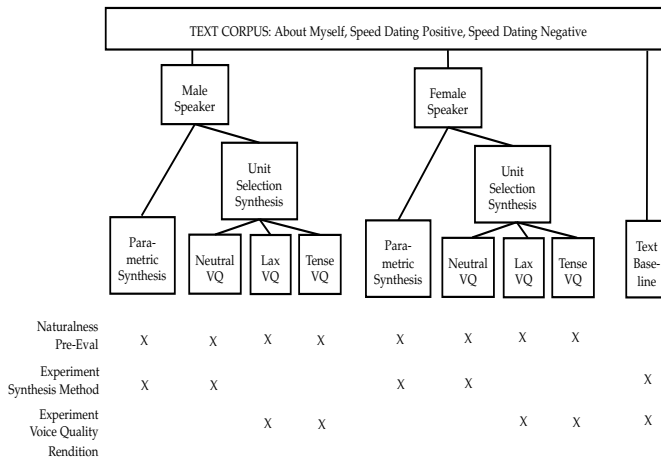 TEXT CORPUS: About Myself, Speed Dating Positive, Speed Dating Negative
Male
Speaker
Female
Speaker
Unit
Selection
Synthesis
Unit
Selection
Synthesis
Para-
metric
Synthesis
Neutral
VQ
Lax
VQ
Tense
VQ
Para-
metric
Synthesis
Neutral
VQ
Lax
VQ
Tense
VQ
Text
Base-
line
Naturalness
Pre-Eval X X X X X X X X
Experiment
Synthesis Method X X X X X
Experiment
Voice Quality X X X X X
Rendition